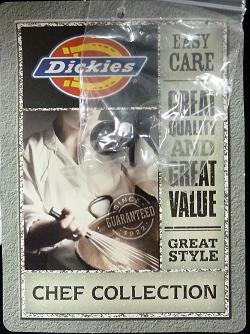 Dickies
EASY
CARE
GREAT
QUALITY
AND
GREAT
VALUE
GREAT
STYLE
SINCE
GUARANTEED
1922
CHEF COLLECTION